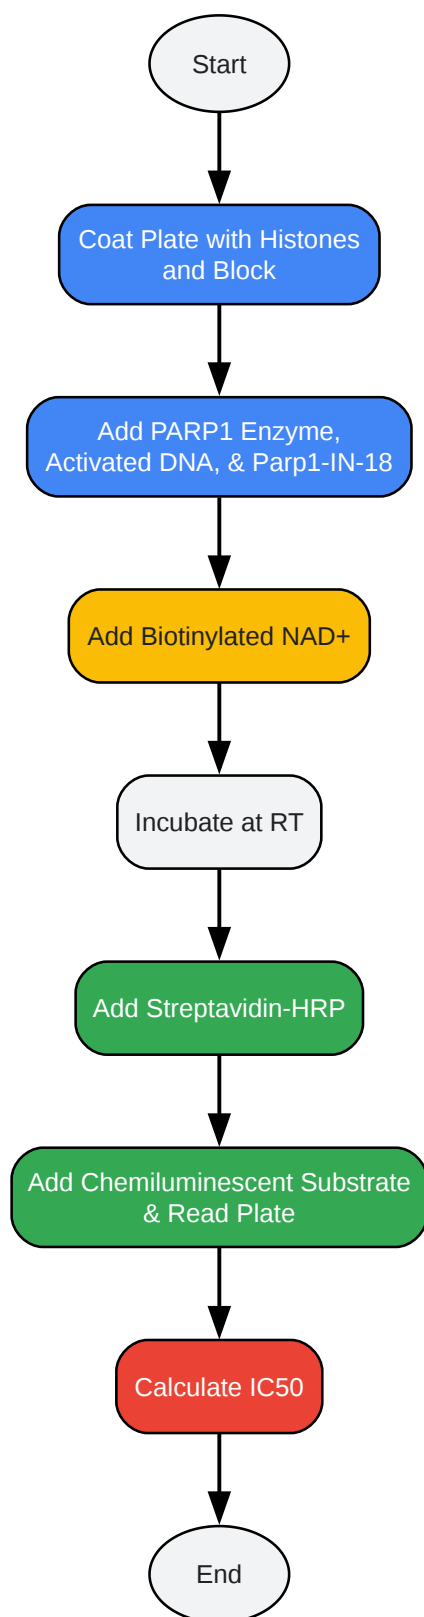 Start
Coat Plate with Histones
and Block
Add PARP1 Enzyme,
Activated DNA, & Parp1-IN-18
Add Biotinylated NAD+
Incubate at RT
Add Streptavidin-HRP
Add Chemiluminescent Substrate
& Read Plate
Calculate IC50
End